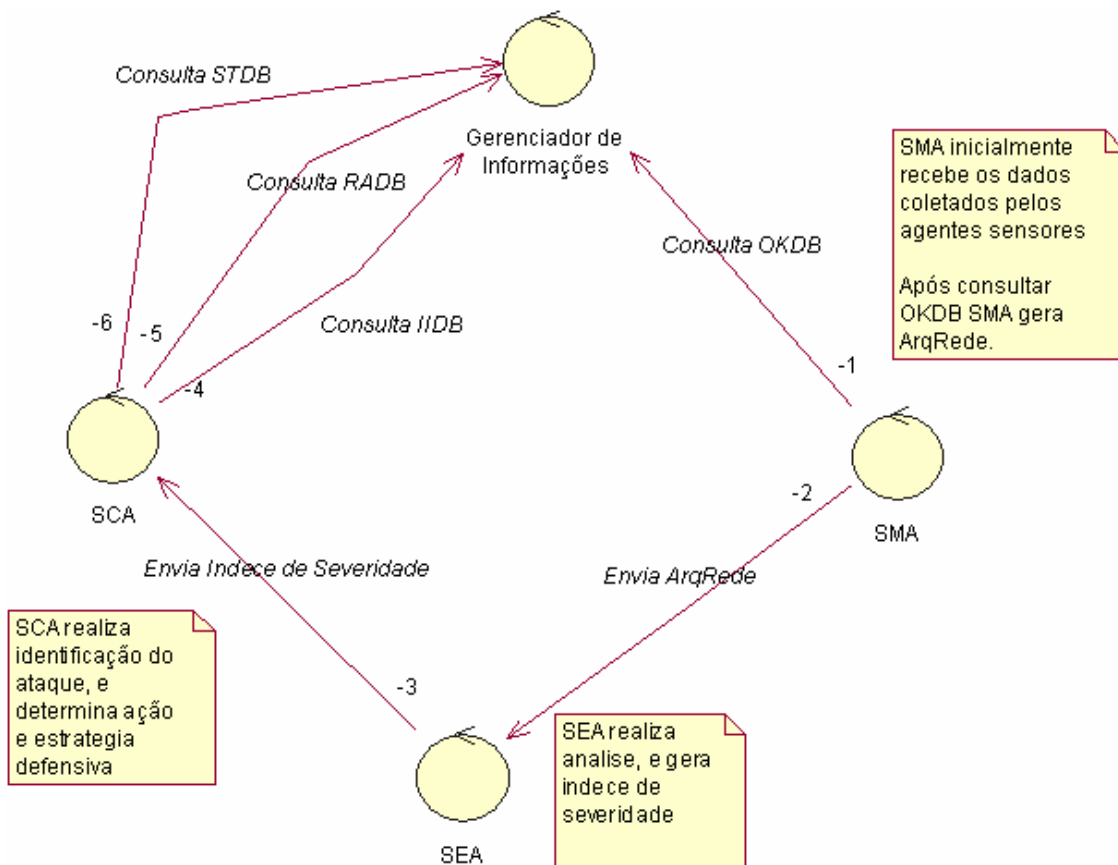 Consulta STDB
Gerenciador de
Informações
SMA inicialmente
recebe os dados
coletados pelos
agentes sensores
Após consultar
OKDB SMA gera
ArqRede.
Consulta RADB
Consulta OKDB
Consulta IIDB
-6
-5
-4
-1
SCA
-2
SMA
Envia Indece de Severidade
Envia ArqRede
SCA realiza
identificação do
ataque, e
determina ação
e estrategia
defensiva
-3
SEA realiza
analise, e gera
indece de
severidade
SEA